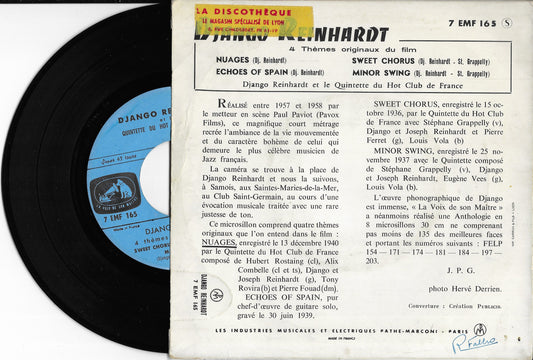 LA DISCOTHÈQUE
LE MAGASIN SPÉCIALISÉ DE LYON
7 EMF 165 S
DJANGO REINHARDT
4 Thèmes originaux du film
NUAGES (Dj. Reinhardt)
ECHOES OF SPAIN (Dj. Reinhardt)
SWEET CHORUS (Dj. Reinhardt - St. Grappelly)
MINOR SWING (Dj. Reinhardt - St. Grappelly)
Django Reinhardt et le Quintette du Hot Club de France
RÉALISÉ entre 1957 et 1958 par
le metteur en scène Paul Paviot (Pavox
Films), ce magnifique court métrage
recrée l'ambiance de la vie mouvementée
et du caractère bohème de celui qui
demeure le plus célèbre musicien de
Jazz français.
La caméra se trouve à la place de
Django Reinhardt et nous la suivons,
à Samois, aux Saintes-Maries-de-la-Mer,
au Club Saint-Germain, au cours d'une
évocation musicale traitée avec une rare
justesse de ton.
Ce microsillon comprend quatre thèmes
originaux que l'on entend dans le film :
NUAGES, enregistré le 13 décembre 1940
par le Quintette du Hot Club de France
composé de Hubert Rostaing (cl), Alix
Combelle (cl et ts), Django et
Joseph Reinhardt (g), Tony
Rovira(b) et Pierre Fouad(dm).
ECHOES OF SPAIN, pur
chef-d'œuvre de guitare solo,
gravé le 30 juin 1939.
SWEET CHORUS, enregistré le 15 oc-
tobre 1936, par le Quintette du Hot Club
de France avec Stéphane Grappelly (v),
Django et Joseph Reinhardt et Pierre
Ferret (g), Louis Vola (b)
MINOR SWING, enregistré le 25 no-
vembre 1937 avec le Quintette composé
de Stéphane Grappelly (v), Django et
Joseph Reinhardt, Eugène Vees (g),
Louis Vola (b).
L'œuvre phonographique de Django
est immense, « La Voix de son Maître »
a néanmoins réalisé une Anthologie en
8 microsillons 30 cm ne comprenant
pas moins de 135 des meilleures faces
et portant les numéros suivants : FELP
154 — 171 — 174 — 181 — 184 — 197 —
203.
J. P. G.
photo Hervé Derrien.
Couverture : Création PUBLICIS.
DJANGO REINHARDT
7 EMF 165
LES INDUSTRIES MUSICALES ET ELECTRIQUES PATHE-MARCONI - PARIS
MADE IN FRANCE
DJANGO RE
QUINTETTE DU HOT
7 EMF 165
Made in France
DJANGO
4 thèmes
SWEET CHORUS